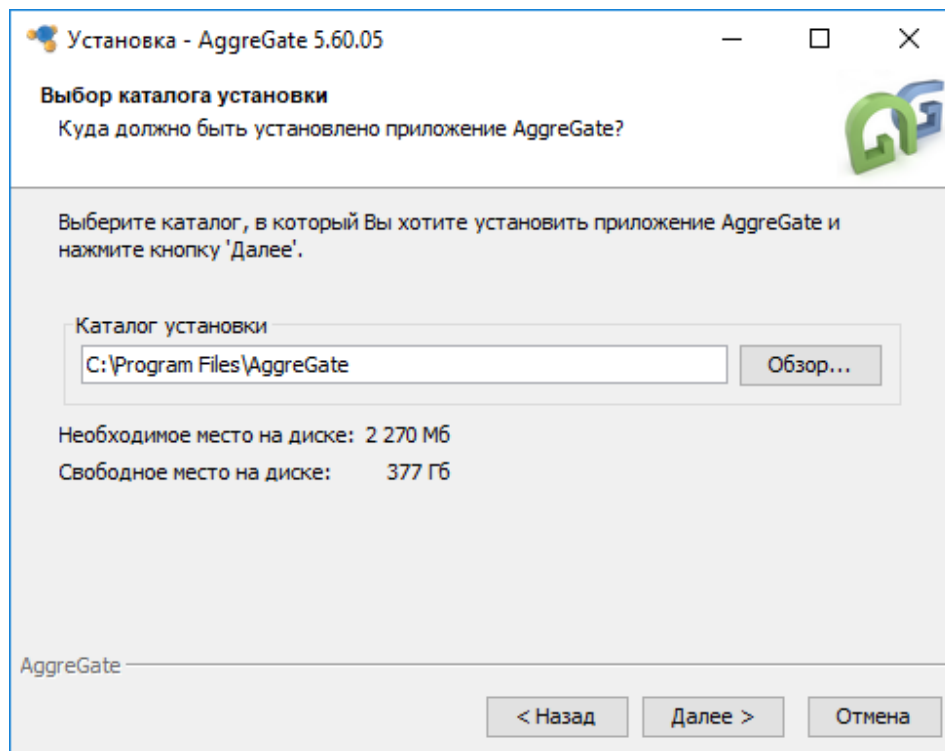 Установка - AggreGate 5.60.05
Выбор каталога установки
Куда должно быть установлено приложение AggreGate?
Выберите каталог, в который Вы хотите установить приложение AggreGate и
нажмите кнопку 'Далее'.
Каталог установки
C:\Program Files\AggreGate
Обзор...
Необходимое место на диске: 2 270 Мб
Свободное место на диске: 377 Гб
AggreGate
< Назад
Далее >
Отмена